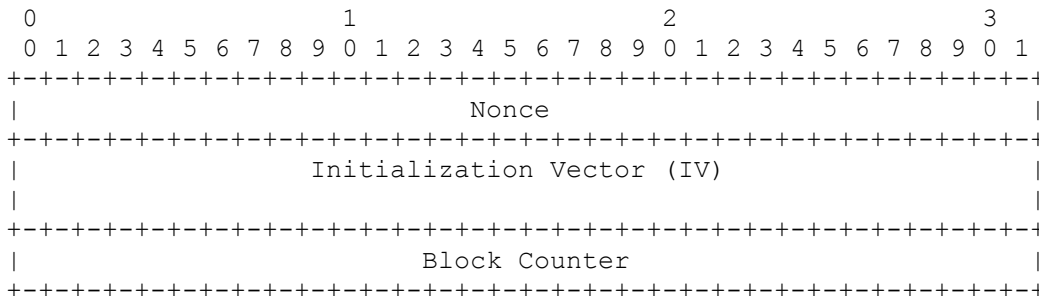 0                   1                   2                   3
 0 1 2 3 4 5 6 7 8 9 0 1 2 3 4 5 6 7 8 9 0 1 2 3 4 5 6 7 8 9 0 1
+-+-+-+-+-+-+-+-+-+-+-+-+-+-+-+-+-+-+-+-+-+-+-+-+-+-+-+-+-+-+-+-+
|                            Nonce                              |
+-+-+-+-+-+-+-+-+-+-+-+-+-+-+-+-+-+-+-+-+-+-+-+-+-+-+-+-+-+-+-+-+
|                  Initialization Vector (IV)                   |
|                                                               |
+-+-+-+-+-+-+-+-+-+-+-+-+-+-+-+-+-+-+-+-+-+-+-+-+-+-+-+-+-+-+-+-+
|                         Block Counter                         |
+-+-+-+-+-+-+-+-+-+-+-+-+-+-+-+-+-+-+-+-+-+-+-+-+-+-+-+-+-+-+-+-+